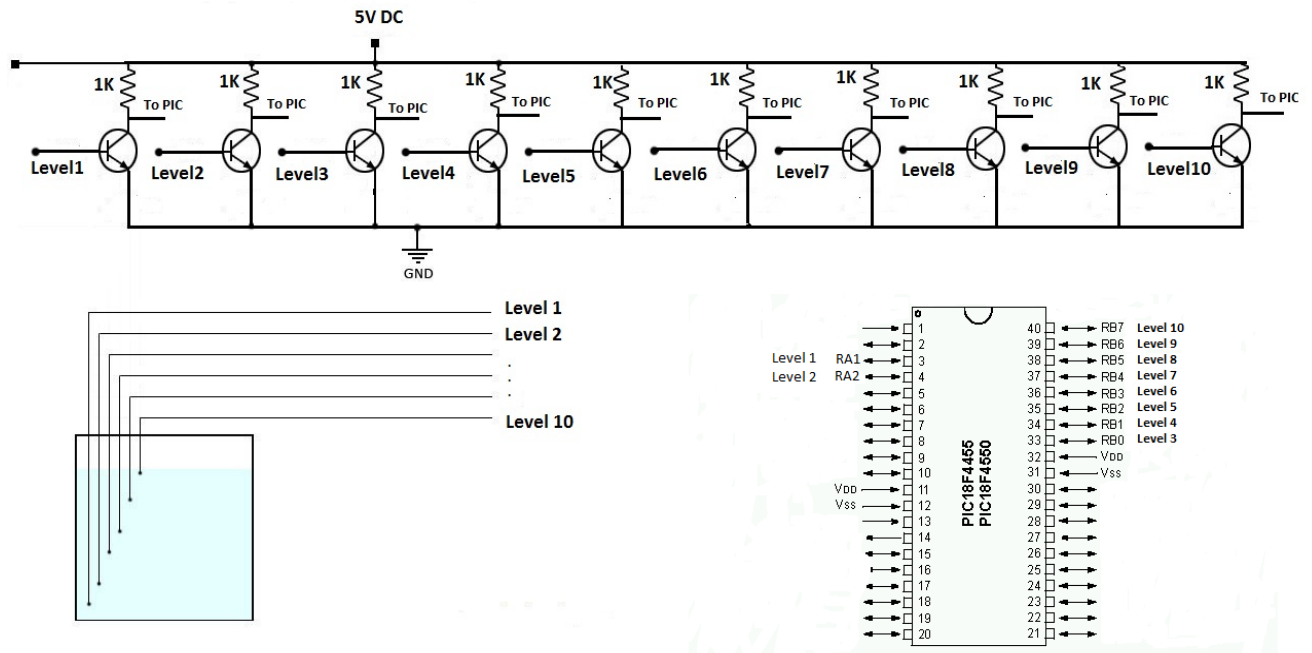 5V DC
1K 1K 1K 1K 1K 1K 1K 1K 1K 1K
To PIC To PIC To PIC To PIC To PIC To PIC To PIC To PIC To PIC To PIC
Level1 Level2 Level3 Level4 Level5 Level6 Level7 Level8 Level9 Level10
GND
Level 1
Level 2
.
.
.
Level 10
1 40 RB7 Level 10
2 39 RB6 Level 9
Level 1 RA1 3 38 RB5 Level 8
Level 2 RA2 4 37 RB4 Level 7
5 36 RB3 Level 6
6 35 RB2 Level 5
7 34 RB1 Level 4
8 33 RB0 Level 3
9 32 VDD
10 31 VSS
VDD 11 30
VSS 12 29
13 28
14 27
15 26
16 25
17 24
18 23
19 22
20 21
PIC18F4455
PIC18F4550